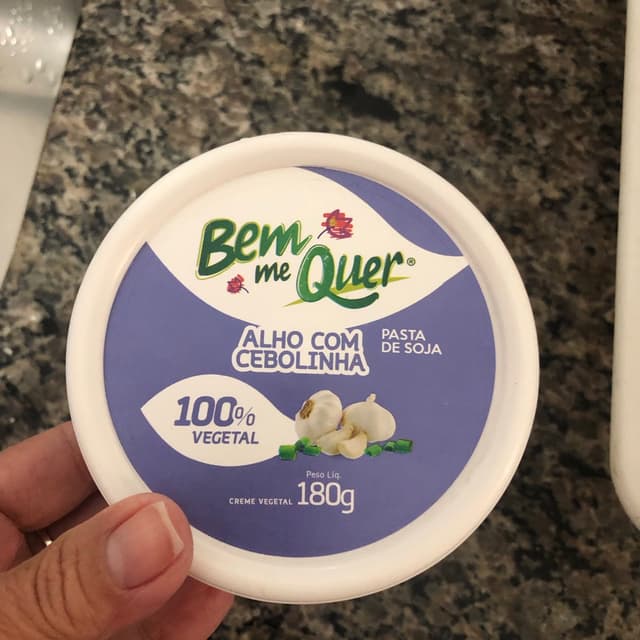 Bem
me Quer®
ALHO COM
CEBOLINHA
PASTA
DE SOJA
100%
VEGETAL
Peso Líq.
CREME VEGETAL 180g